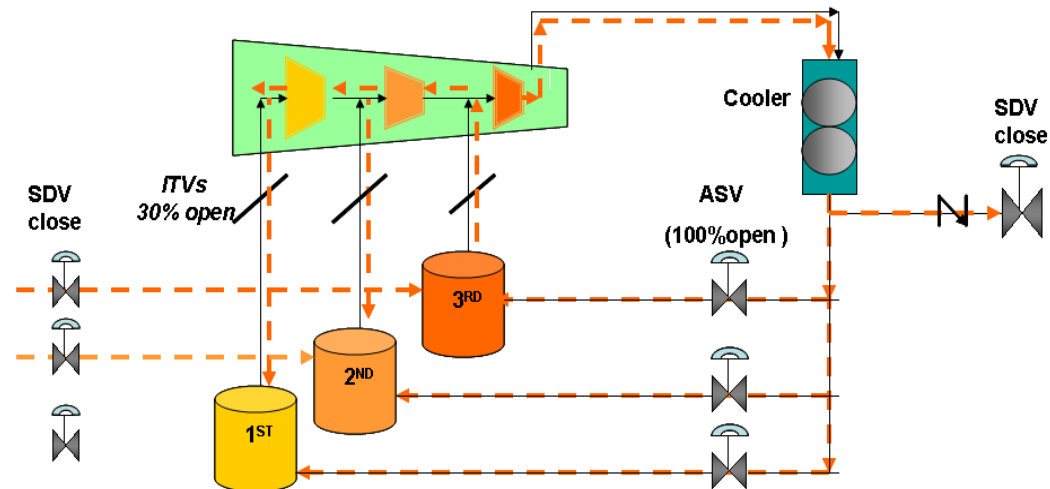 Cooler
SDV
close
ITVs
30% open
SDV
close
ASV
(100%open )
3RD
2ND
1ST